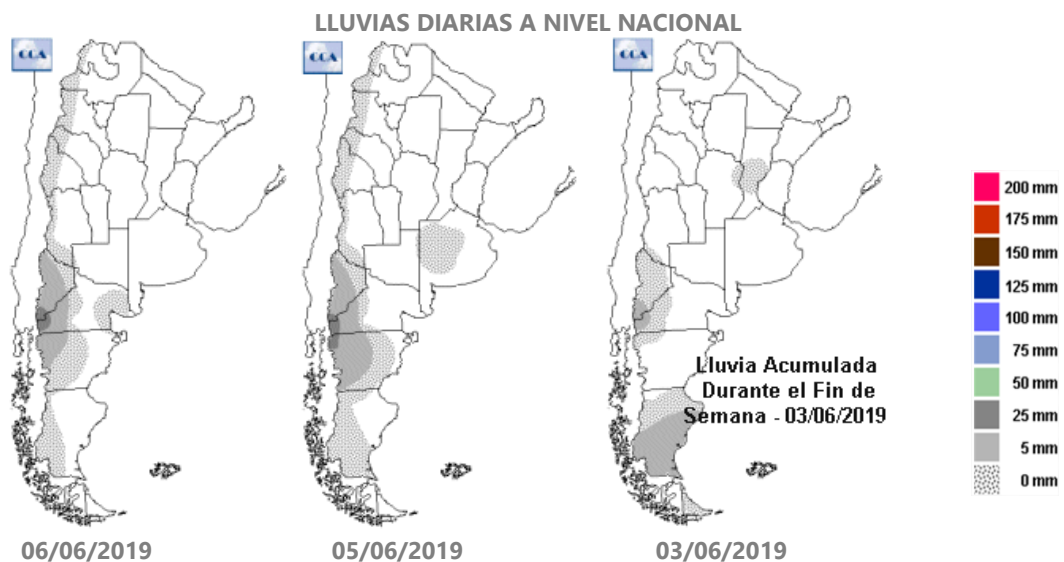 LLUVIAS DIARIAS A NIVEL NACIONAL
CCA
CCA
CCA
200 mm
175 mm
150 mm
125 mm
100 mm
75 mm
50 mm
25 mm
5 mm
0 mm
Lluvia Acumulada
Durante el Fin de
Semana - 03/06/2019
06/06/2019
05/06/2019
03/06/2019